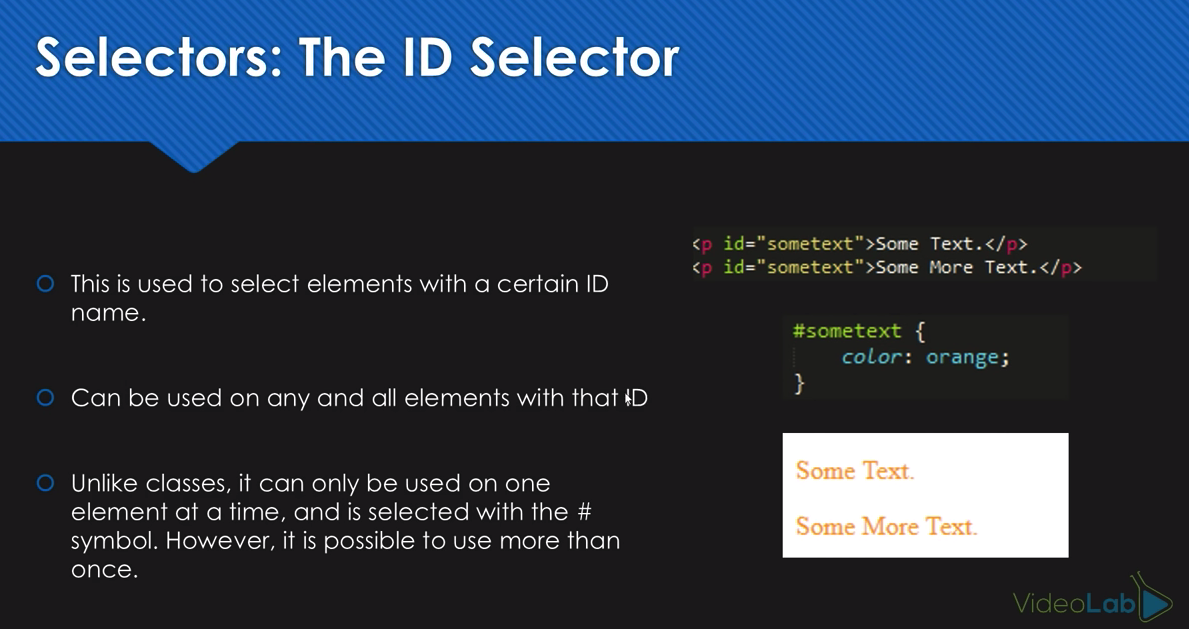 Selectors: The ID Selector
This is used to select elements with a certain ID
name.
Can be used on any and all elements with that ID
Unlike classes, it can only be used on one
element at a time, and is selected with the #
symbol. However, it is possible to use more than
once.
<p id="sometext">Some Text.</p>
<p id="sometext">Some More Text.</p>
#sometext {
    color: orange;
}
Some Text.
Some More Text.
VideoLab